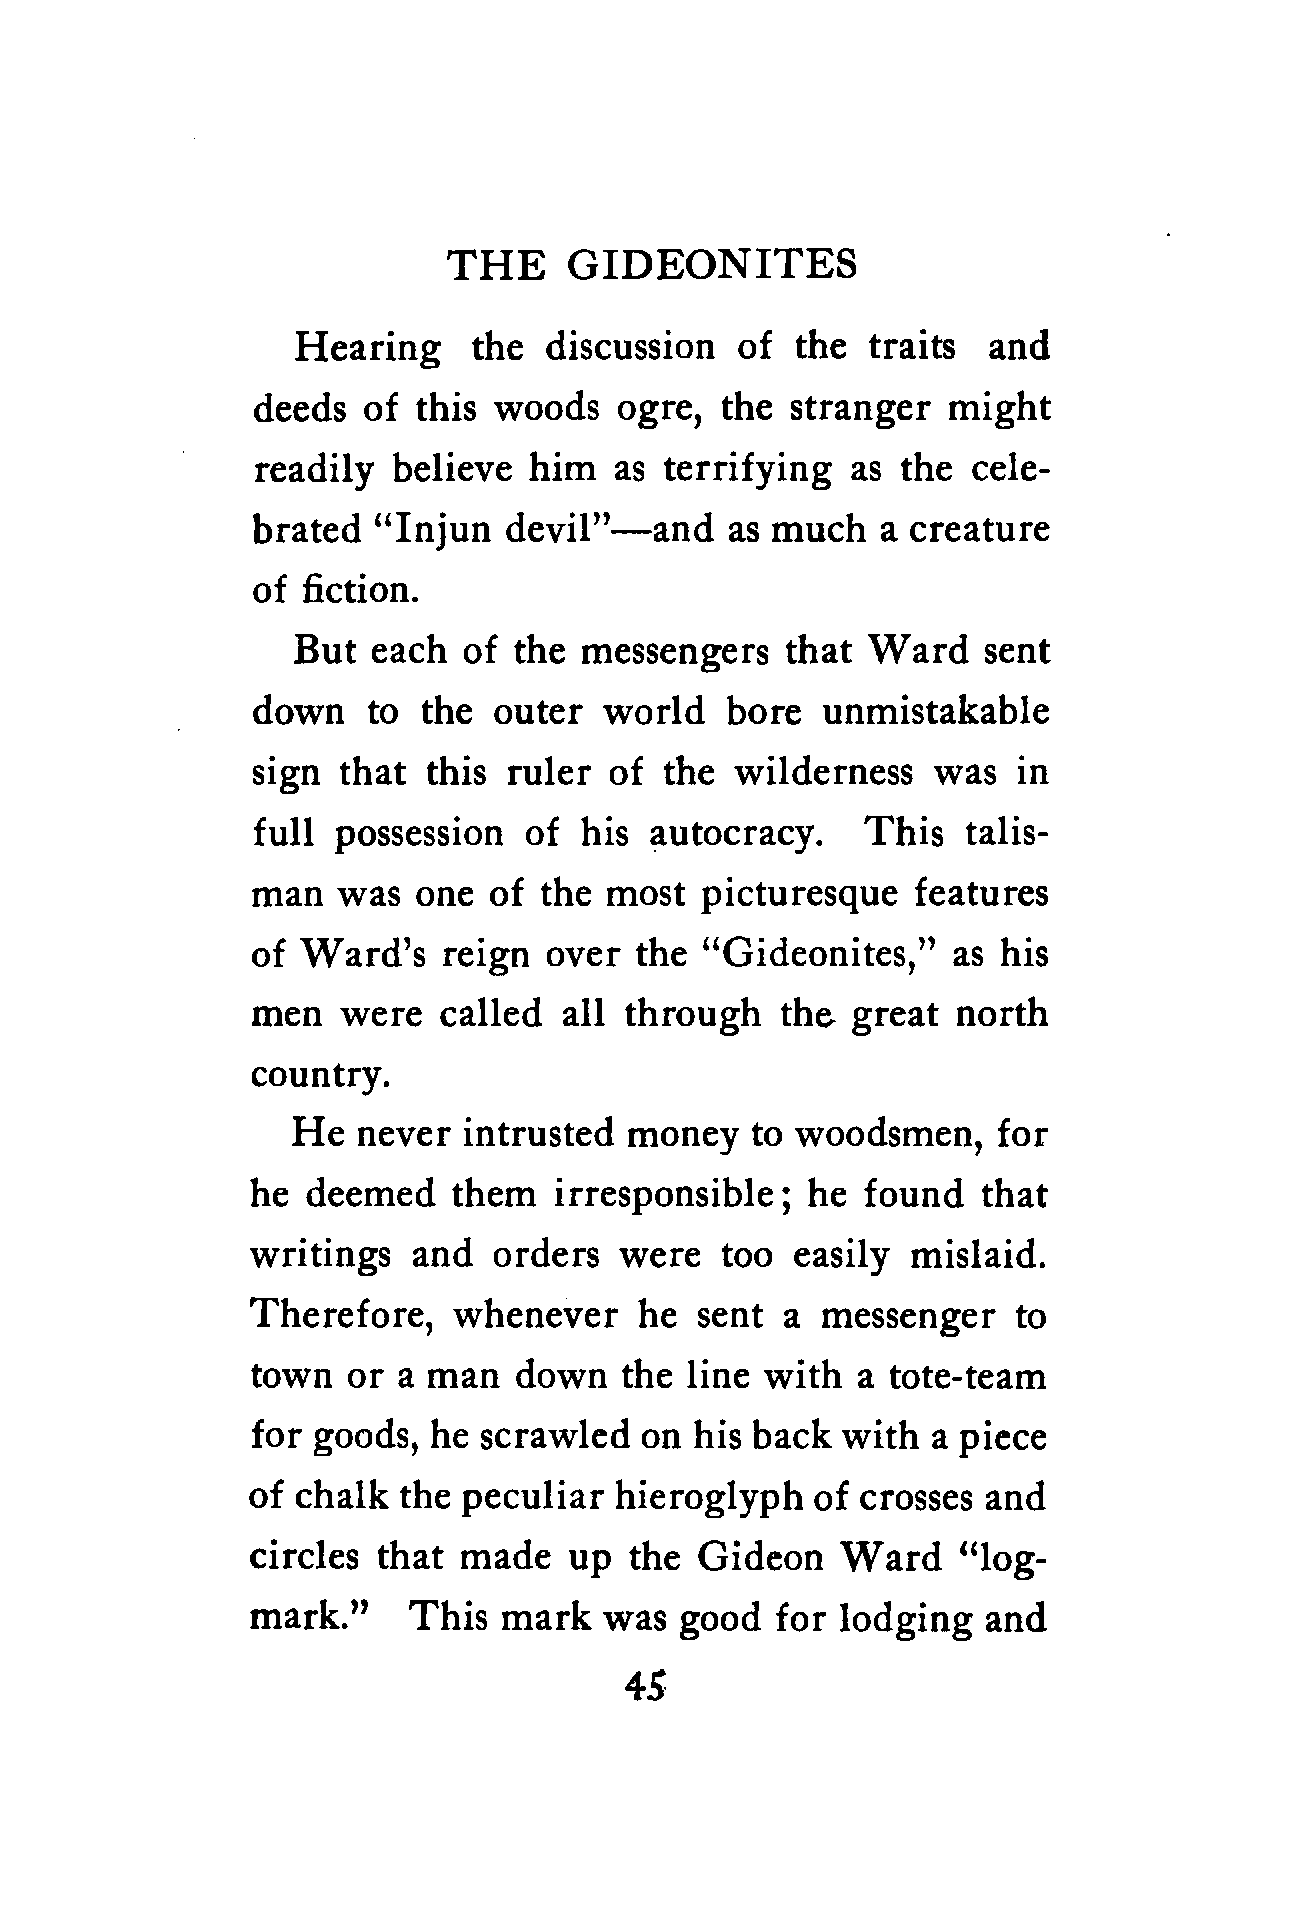 THE GIDEONITES
Hearing the discussion of the traits and
deeds of this woods ogre, the stranger might
readily believe him as terrifying as the cele-
brated “Injun devil”—and as much a creature
of fiction.
But each of the messengers that Ward sent
down to the outer world bore unmistakable
sign that this ruler of the wilderness was in
full possession of his autocracy. This talis-
man was one of the most picturesque features
of Ward’s reign over the “Gideonites,” as his
men were called all through the great north
country.
He never intrusted money to woodsmen, for
he deemed them irresponsible; he found that
writings and orders were too easily mislaid.
Therefore, whenever he sent a messenger to
town or a man down the line with a tote-team
for goods, he scrawled on his back with a piece
of chalk the peculiar hieroglyph of crosses and
circles that made up the Gideon Ward “log-
mark.” This mark was good for lodging and
45